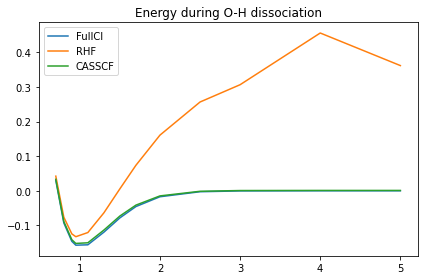 Energy during O-H dissociation
FullCI
RHF
CASSCF
0.4
0.3
0.2
0.1
0.0
−0.1
1 2 3 4 5